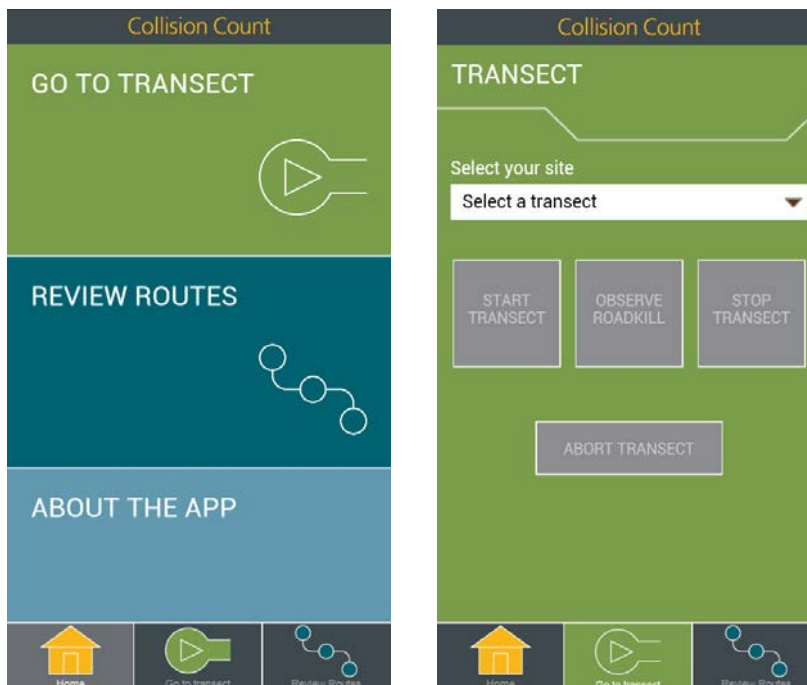 Collision Count
GO TO TRANSECT
REVIEW ROUTES
ABOUT THE APP
Home
Go to transect
Review Routes
Collision Count
TRANSECT
Select your site
Select a transect
START
TRANSECT
OBSERVE
ROADKILL
STOP
TRANSECT
ABORT TRANSECT
Home
Go to transect
Review Routes